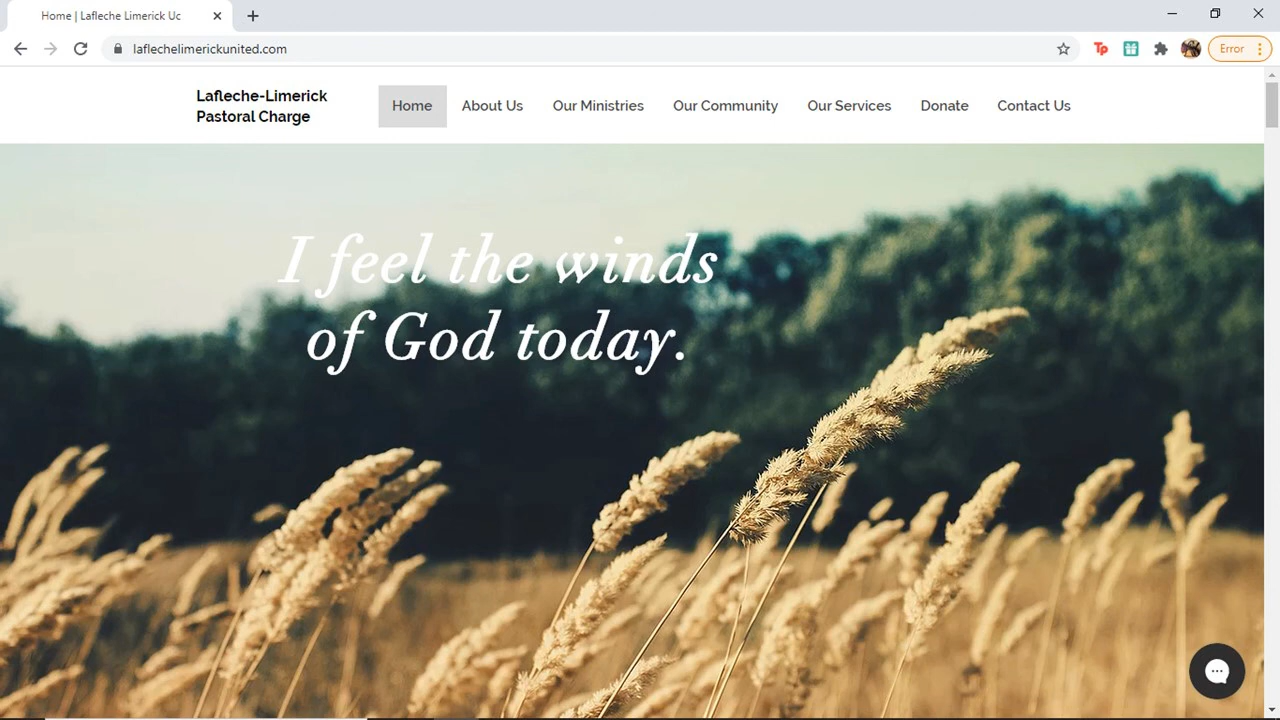 Home | Lafleche Limerick Uc
laflechelimerickunited.com
Tp
Error
Lafleche-Limerick
Pastoral Charge
Home About Us Our Ministries Our Community Our Services Donate Contact Us
I feel the winds
of God today.